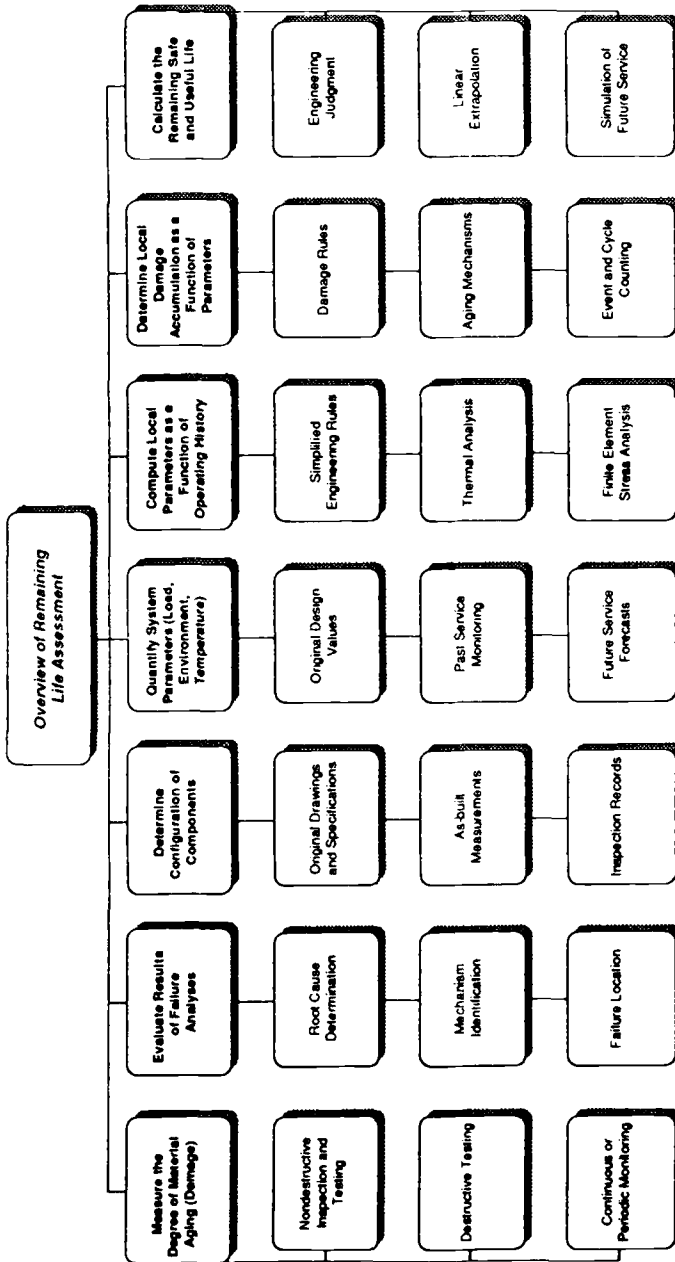 Overview of Remaining
Life Assessment
Measure the
Degree of Material
Aging (Damage)
Evaluate Results
of Failure
Analyses
Determine
Configuration of
Components
Quantify System
Parameters (Load,
Environment,
Temperature)
Compute Local
Parameters as a
Function of
Operating History
Determine Local
Damage
Accumulation as a
Function of
Parameters
Calculate the
Remaining Safe
and Useful Life
Nondestructive
Inspection and
Testing
Root Cause
Determination
Original Drawings
and Specifications
Original Design
Values
Simplified
Engineering Rules
Damage Rules
Engineering
Judgment
Destructive Testing
Mechanism
Identification
As-built
Measurements
Past Service
Monitoring
Thermal Analysis
Aging Mechanisms
Linear
Extrapolation
Continuous or
Periodic Monitoring
Failure Location
Inspection Records
Future Service
Forecasts
Finite Element
Stress Analysis
Event and Cycle
Counting
Simulation of
Future Service